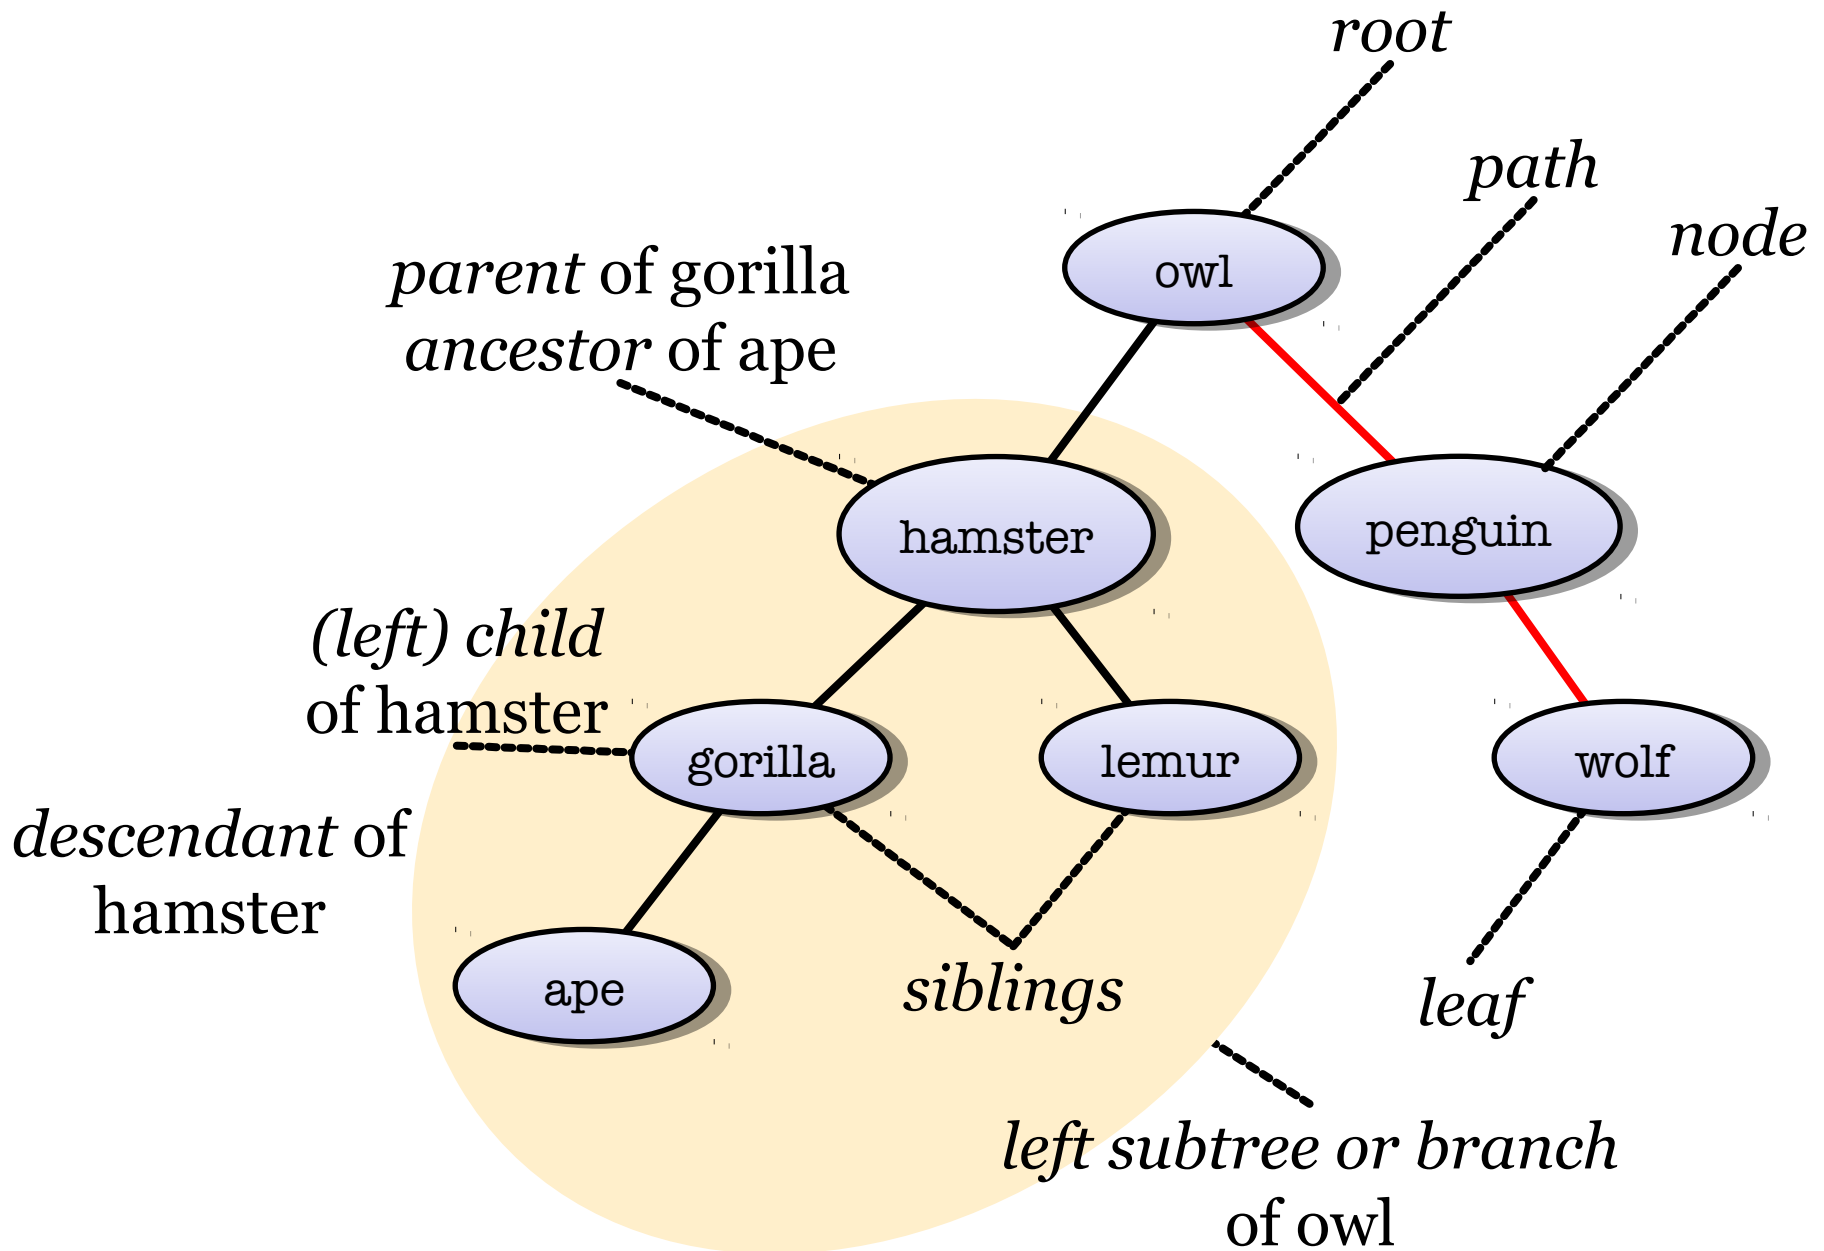 root
path
node
owl
parent of gorilla
ancestor of ape
hamster
penguin
(left) child
of hamster
gorilla
lemur
wolf
descendant of
hamster
ape
siblings
leaf
left subtree or branch
of owl